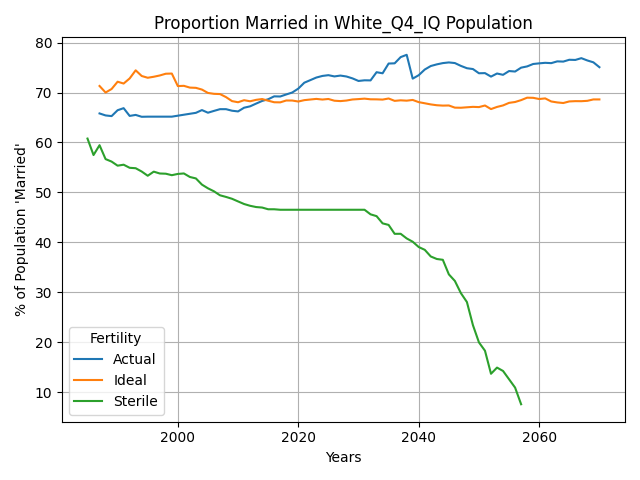 Proportion Married in White_Q4_IQ Population
% of Population 'Married'
80
70
60
50
40
30
20
10
Fertility
Actual
Ideal
Sterile
2000
2020
2040
2060
Years